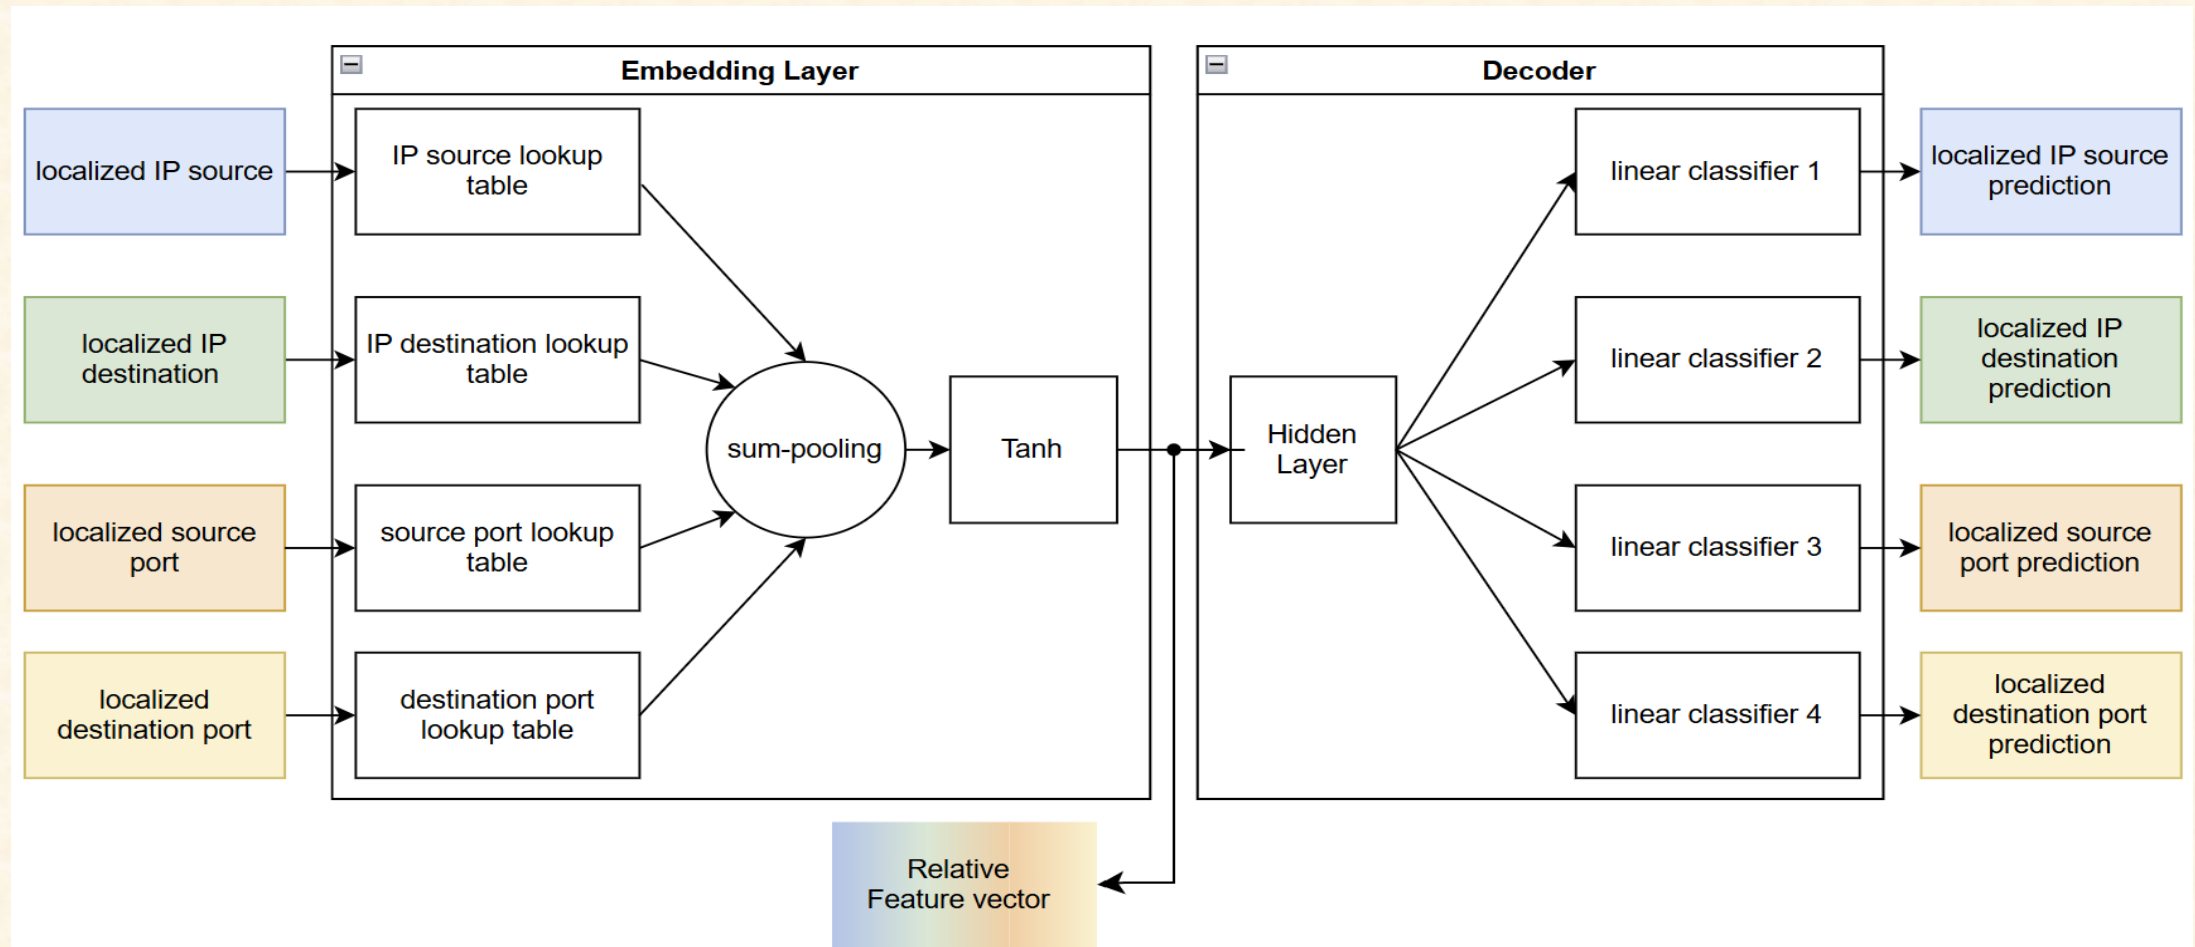 Embedding Layer
Decoder
localized IP source
IP source lookup
table
linear classifier 1
localized IP source
prediction
localized IP
destination
IP destination lookup
table
linear classifier 2
localized IP
destination
prediction
sum-pooling
Tanh
Hidden
Layer
localized source
port
source port lookup
table
linear classifier 3
localized source
port prediction
localized
destination port
destination port
lookup table
linear classifier 4
localized
destination port
prediction
Relative
Feature vector